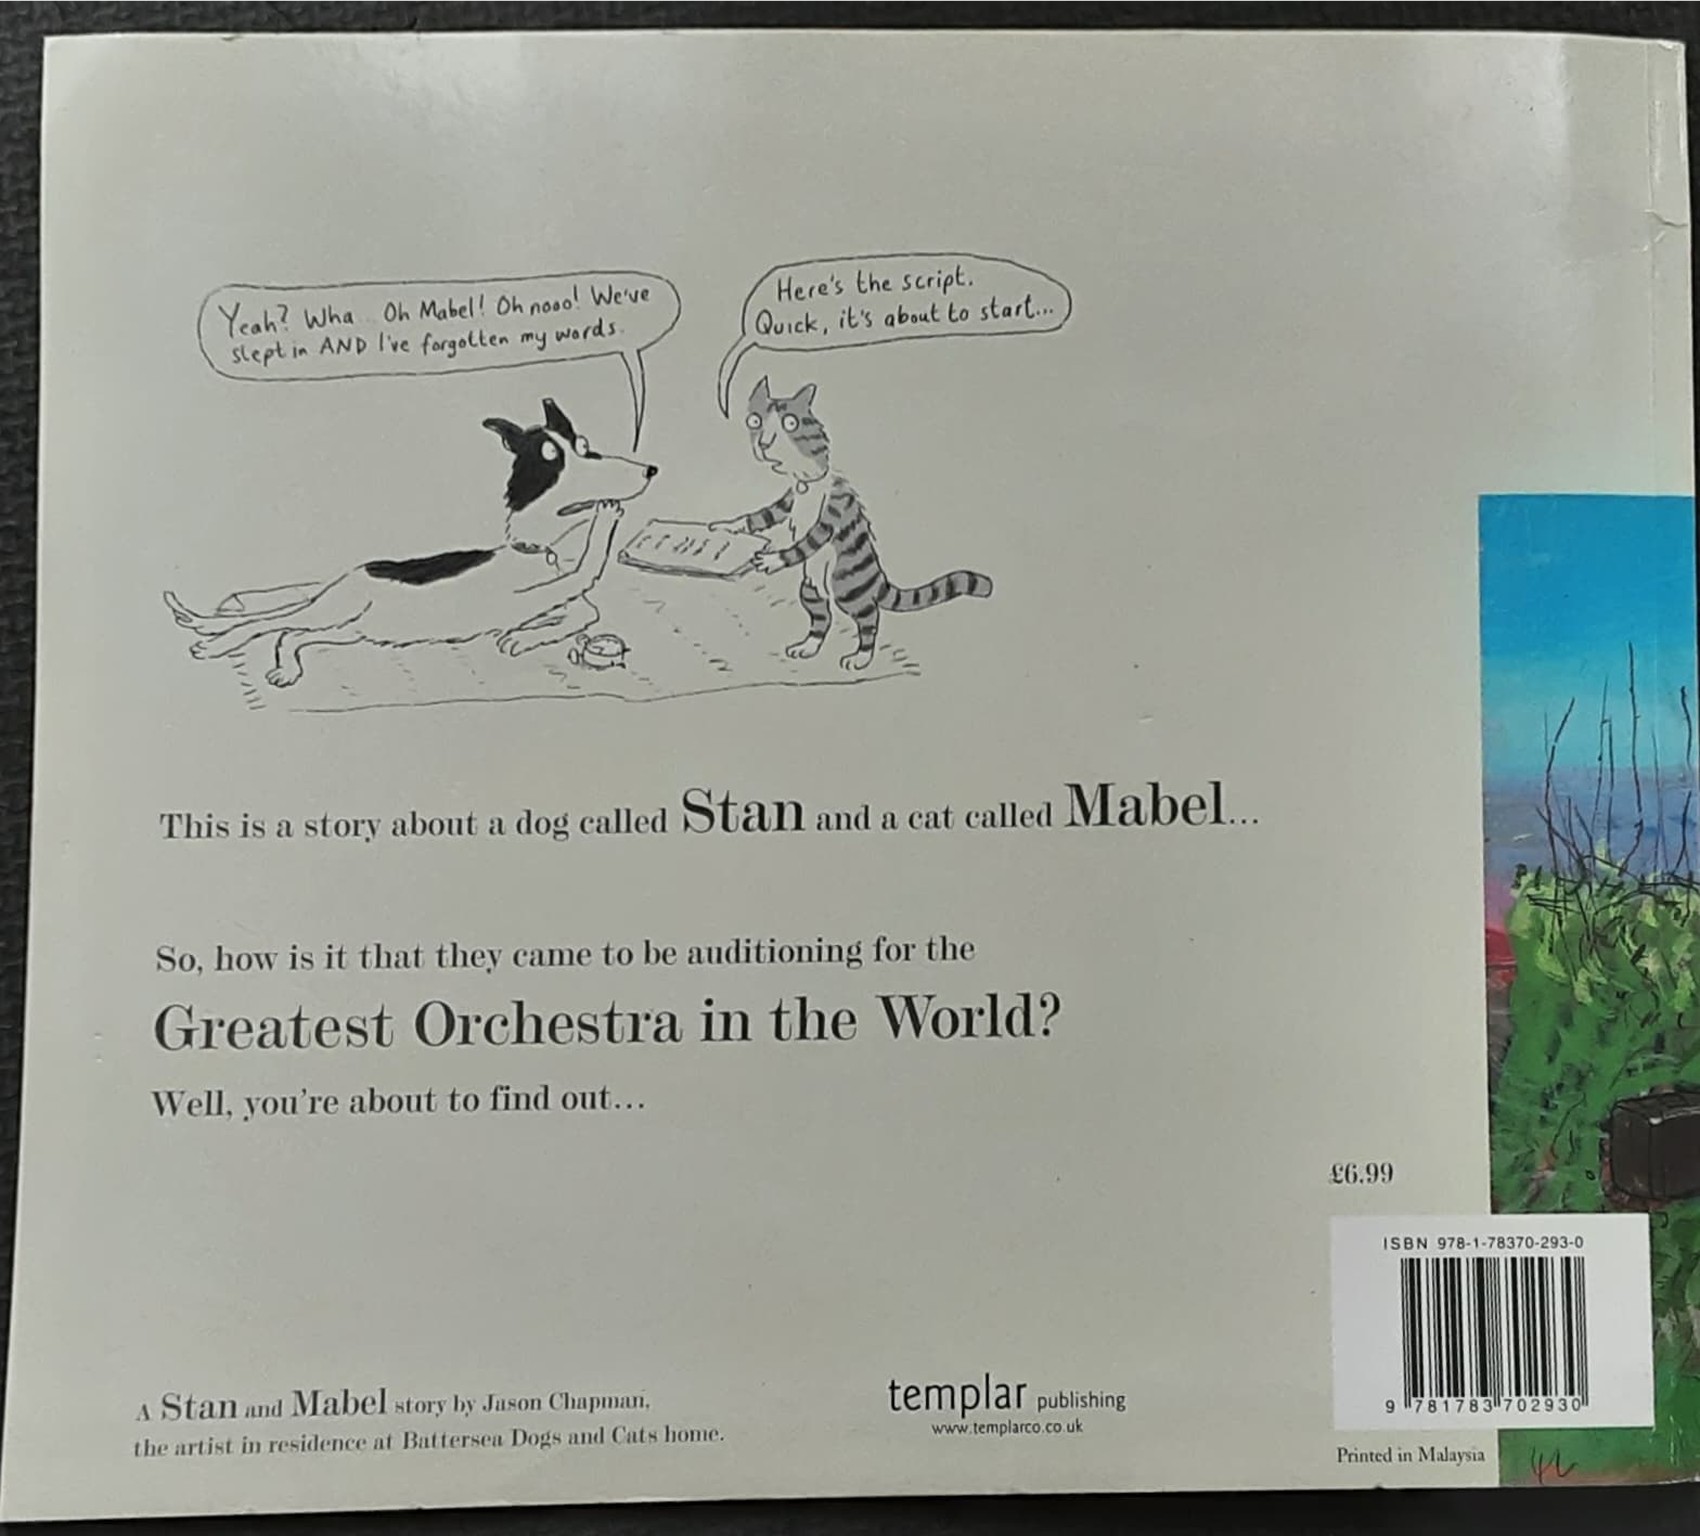 Yeah? Wha... Oh Mabel! Oh nooo! We've
slept in AND I've forgotten my words.
Here's the script.
Quick, it's about to start...
This is a story about a dog called Stan and a cat called Mabel...
So, how is it that they came to be auditioning for the
Greatest Orchestra in the World?
Well, you're about to find out...
£6.99
ISBN 978-1-78370-293-0
9 781783 702930
A Stan and Mabel story by Jason Chapman,
the artist in residence at Battersea Dogs and Cats home.
templar publishing
www.templarco.co.uk
Printed in Malaysia